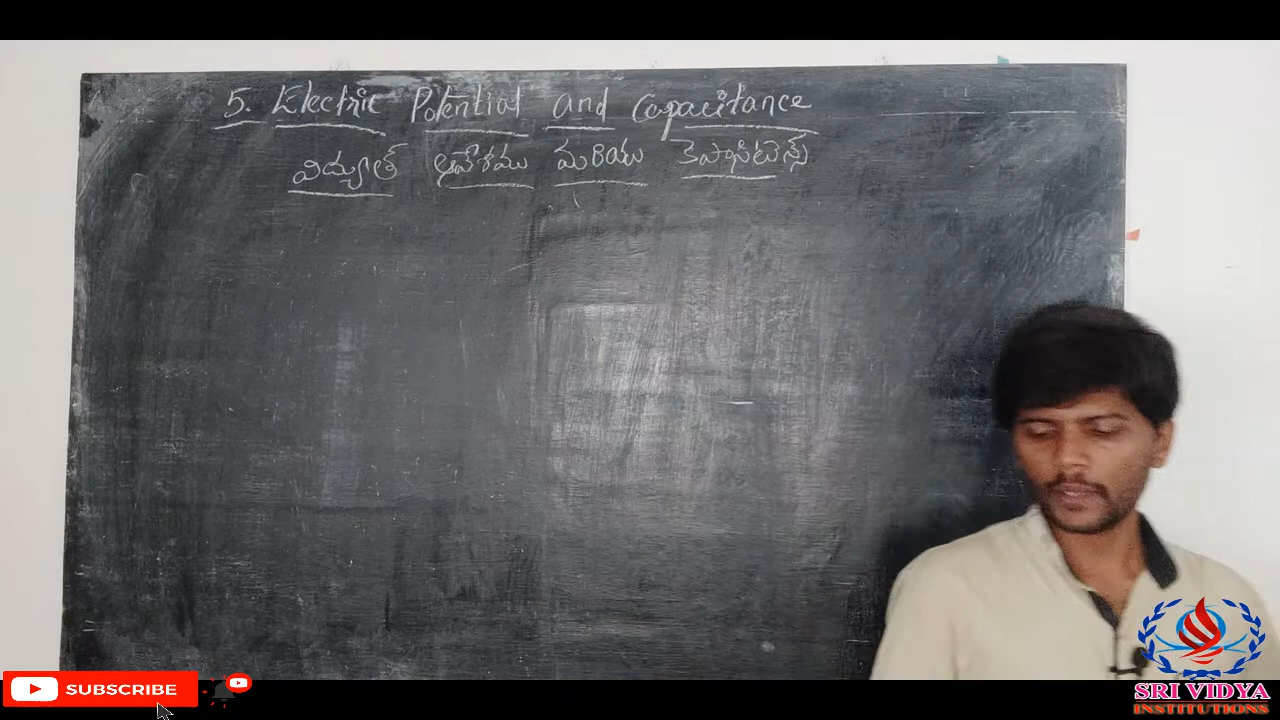 5. Electric Potential and Capacitance
విద్యుత్ ఆవేశము మరియు కెపాసిటెన్స్
SUBSCRIBE
SRI VIDYA
INSTITUTIONS